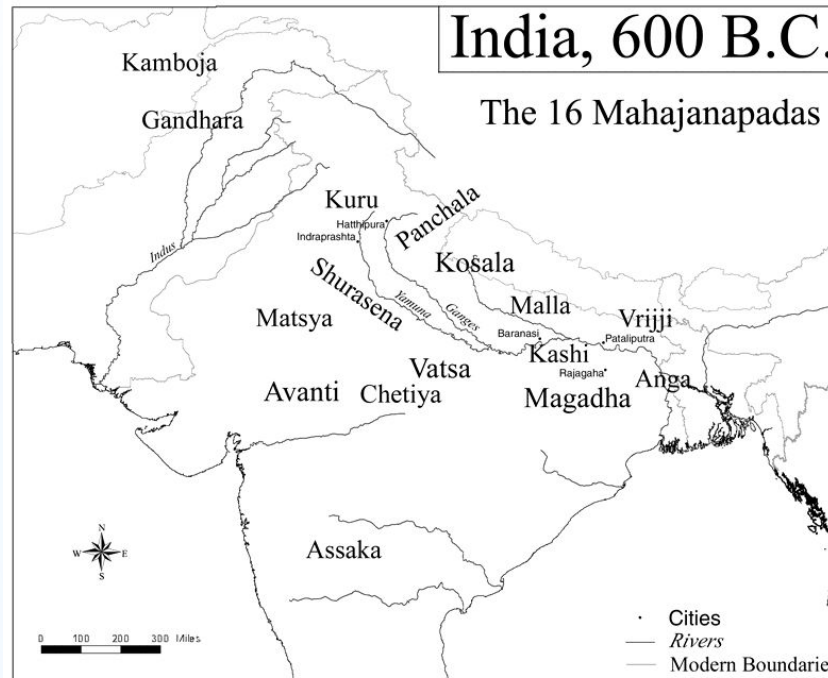 India, 600 B.C.
The 16 Mahajanapadas
Kamboja
Gandhara
Kuru
Hatthipura
Indraprashta
Panchala
Indus
Kosala
Shurasena
Yamuna
Ganges
Malla
Matsya
Vrijji
Baranasi
Pataliputra
Kashi
Vatsa
Rajagaha
Anga
Avanti
Chetiya
Magadha
Assaka
N
W E
S
0 100 200 300 Miles
Cities
Rivers
Modern Boundarie